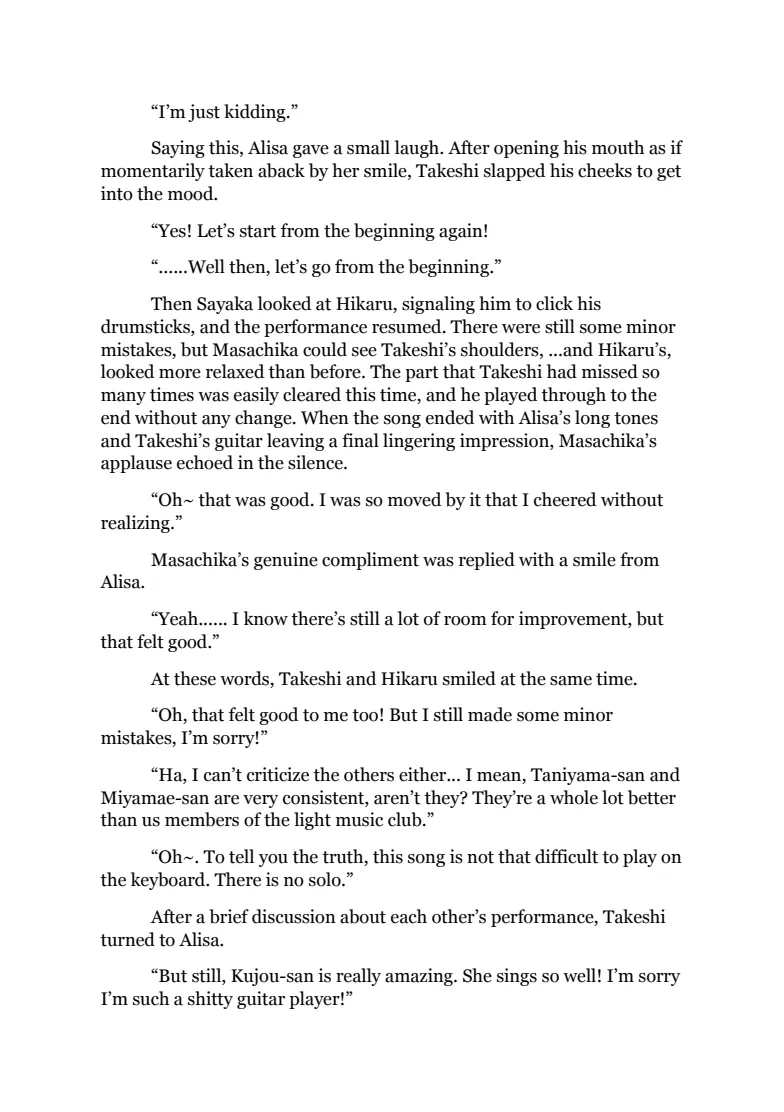 “I’m just kidding.”
Saying this, Alisa gave a small laugh. After opening his mouth as if
momentarily taken aback by her smile, Takeshi slapped his cheeks to get
into the mood.
“Yes! Let’s start from the beginning again!
“......Well then, let’s go from the beginning.”
Then Sayaka looked at Hikaru, signaling him to click his
drumsticks, and the performance resumed. There were still some minor
mistakes, but Masachika could see Takeshi’s shoulders, ...and Hikaru’s,
looked more relaxed than before. The part that Takeshi had missed so
many times was easily cleared this time, and he played through to the
end without any change. When the song ended with Alisa’s long tones
and Takeshi’s guitar leaving a final lingering impression, Masachika’s
applause echoed in the silence.
“Oh~ that was good. I was so moved by it that I cheered without
realizing.”
Masachika’s genuine compliment was replied with a smile from
Alisa.
“Yeah...... I know there’s still a lot of room for improvement, but
that felt good.”
At these words, Takeshi and Hikaru smiled at the same time.
“Oh, that felt good to me too! But I still made some minor
mistakes, I’m sorry!”
“Ha, I can’t criticize the others either... I mean, Taniyama-san and
Miyamae-san are very consistent, aren’t they? They’re a whole lot better
than us members of the light music club.”
“Oh~. To tell you the truth, this song is not that difficult to play on
the keyboard. There is no solo.”
After a brief discussion about each other’s performance, Takeshi
turned to Alisa.
“But still, Kujou-san is really amazing. She sings so well! I’m sorry
I’m such a shitty guitar player!”